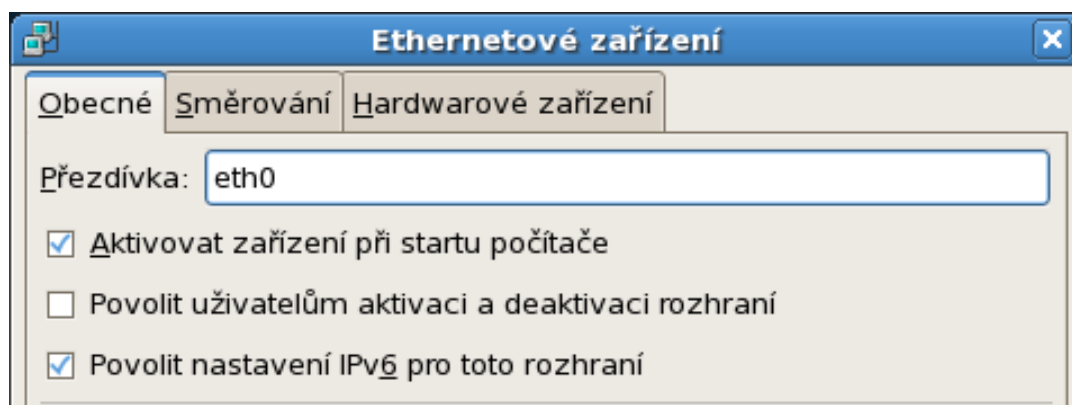 Ethernetové zařízení
Obecné Směrování Hardwarové zařízení
Přezdívka: eth0
Aktivovat zařízení při startu počítače
Povolit uživatelům aktivaci a deaktivaci rozhraní
Povolit nastavení IPv6 pro toto rozhraní